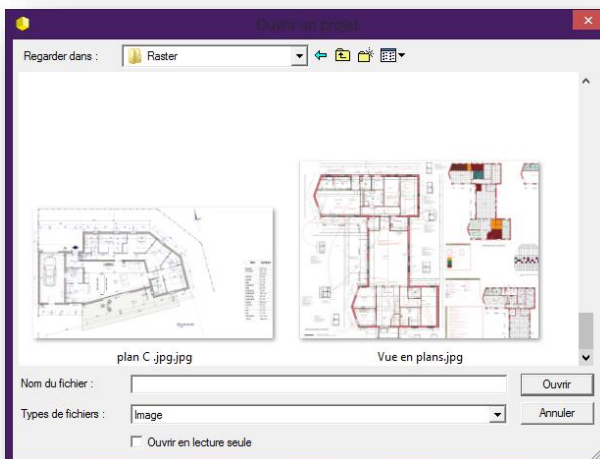 Ouvrir un projet
Regarder dans :
Raster
plan C .jpg.jpg
Vue en plans.jpg
Nom du fichier :
Ouvrir
Types de fichiers :
Image
Annuler
Ouvrir en lecture seule